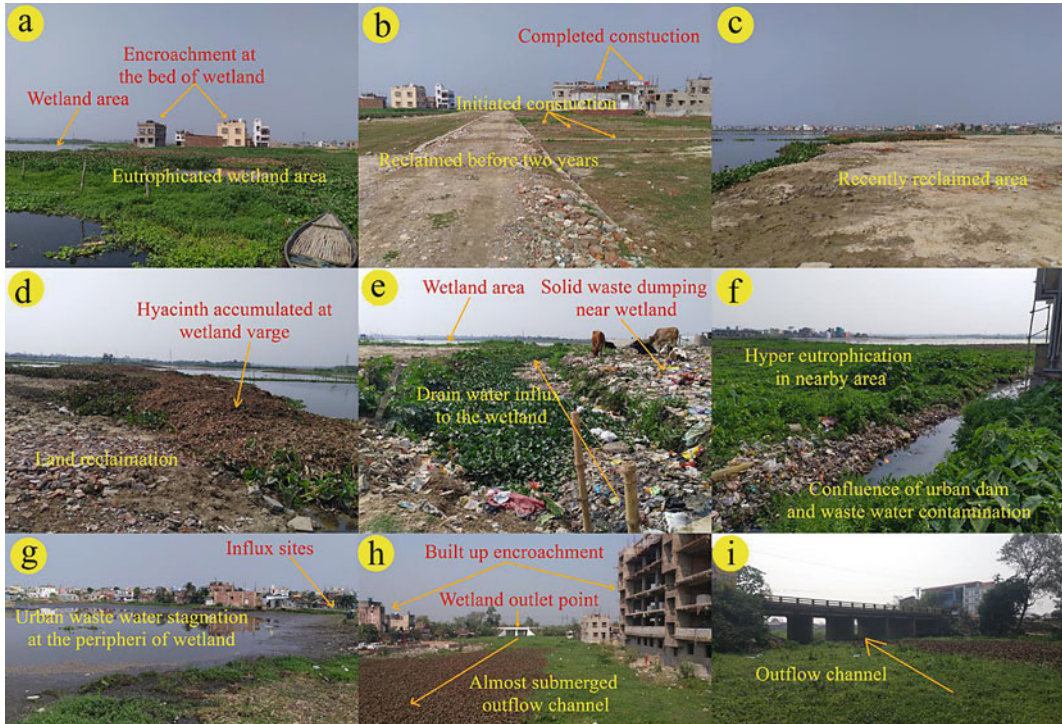 a
Encroachment at
the bed of wetland
Wetland area
Eutrophicated wetland area
b
Completed constuction
Initiated constuction
Reclaimed before two years
c
Recently reclaimed area
d
Hyacinth accumulated at
wetland varge
Land reclaimation
e
Wetland area
Solid waste dumping
near wetland
Drain water influx
to the wetland
f
Hyper eutrophication
in nearby area
Confluence of urban dam
and waste water contamination
g
Influx sites
Urban waste water stagnation
at the peripheri of wetland
h
Built up encroachment
Wetland outlet point
Almost submerged
outflow channel
i
Outflow channel